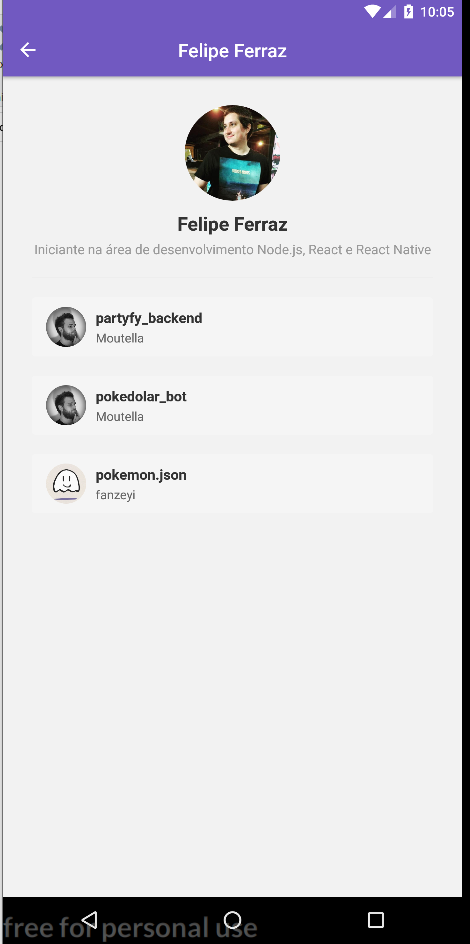 10:05
Felipe Ferraz
Felipe Ferraz
Iniciante na área de desenvolvimento Node.js, React e React Native
partyfy_backend
Moutella
pokedolar_bot
Moutella
pokemon.json
fanzeyi
free for personal use